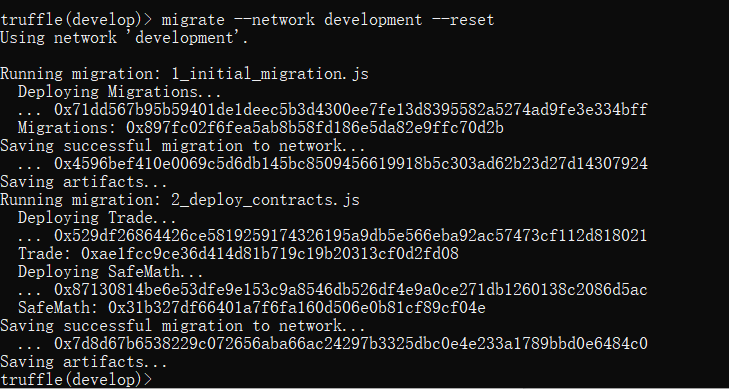 truffle(develop)> migrate --network development --reset
Using network 'development'.
Running migration: 1_initial_migration.js
Deploying Migrations...
... 0x71dd567b95b59401de1deec5b3d4300ee7fe13d8395582a5274ad9fe3e334bff
Migrations: 0x897fc02f6fea5ab8b58fd186e5da82e9ffc70d2b
Saving successful migration to network...
... 0x4596bef410e0069c5d6db145bc8509456619918b5c303ad62b23d27d14307924
Saving artifacts...
Running migration: 2_deploy_contracts.js
Deploying Trade...
... 0x529df26864426ce5819259174326195a9db5e566eba92ac57473cf112d818021
Trade: 0xae1fcc9ce36d414d81b719c19b20313cf0d2fd08
Deploying SafeMath...
... 0x87130814be6e53dfe9e153c9a8546db526df4e9a0ce271db1260138c2086d5ac
SafeMath: 0x31b327df66401a7f6fa160d506e0b81cf89cf04e
Saving successful migration to network...
... 0x7d8d67b6538229c072656aba66ac24297b3325dbc0e4e233a1789bbd0e6484c0
Saving artifacts...
truffle(develop)>